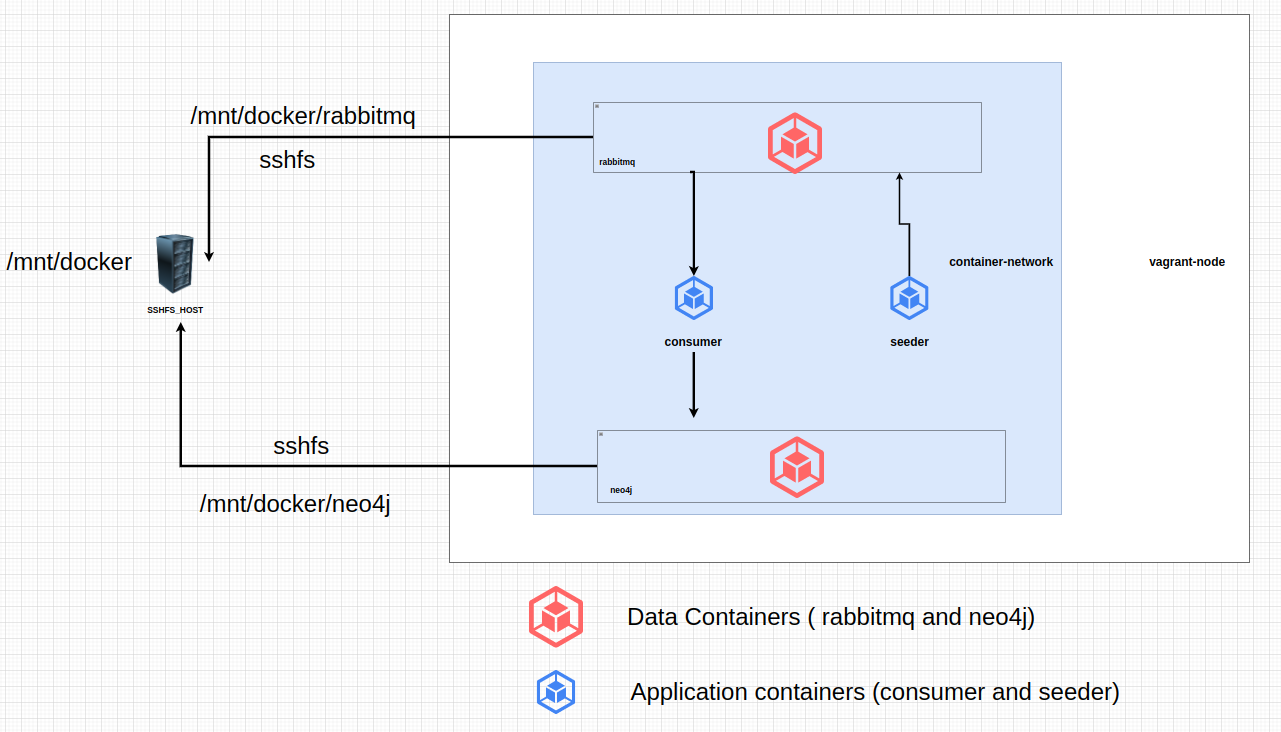 /mnt/docker/rabbitmq
sshfs
rabbitmq
/mnt/docker
SSHFS_HOST
container-network
vagrant-node
consumer
seeder
sshfs
neo4j
/mnt/docker/neo4j
Data Containers ( rabbitmq and neo4j)
Application containers (consumer and seeder)